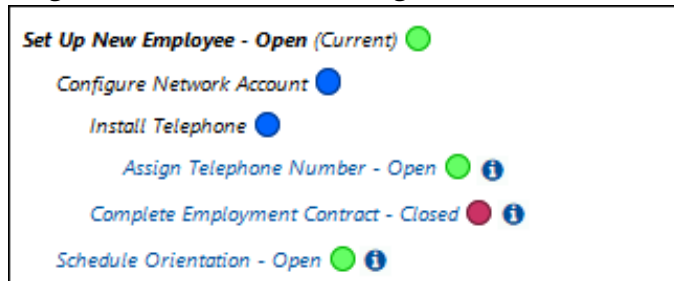 Set Up New Employee - Open (Current)
Configure Network Account
Install Telephone
Assign Telephone Number - Open
Complete Employment Contract - Closed
Schedule Orientation - Open